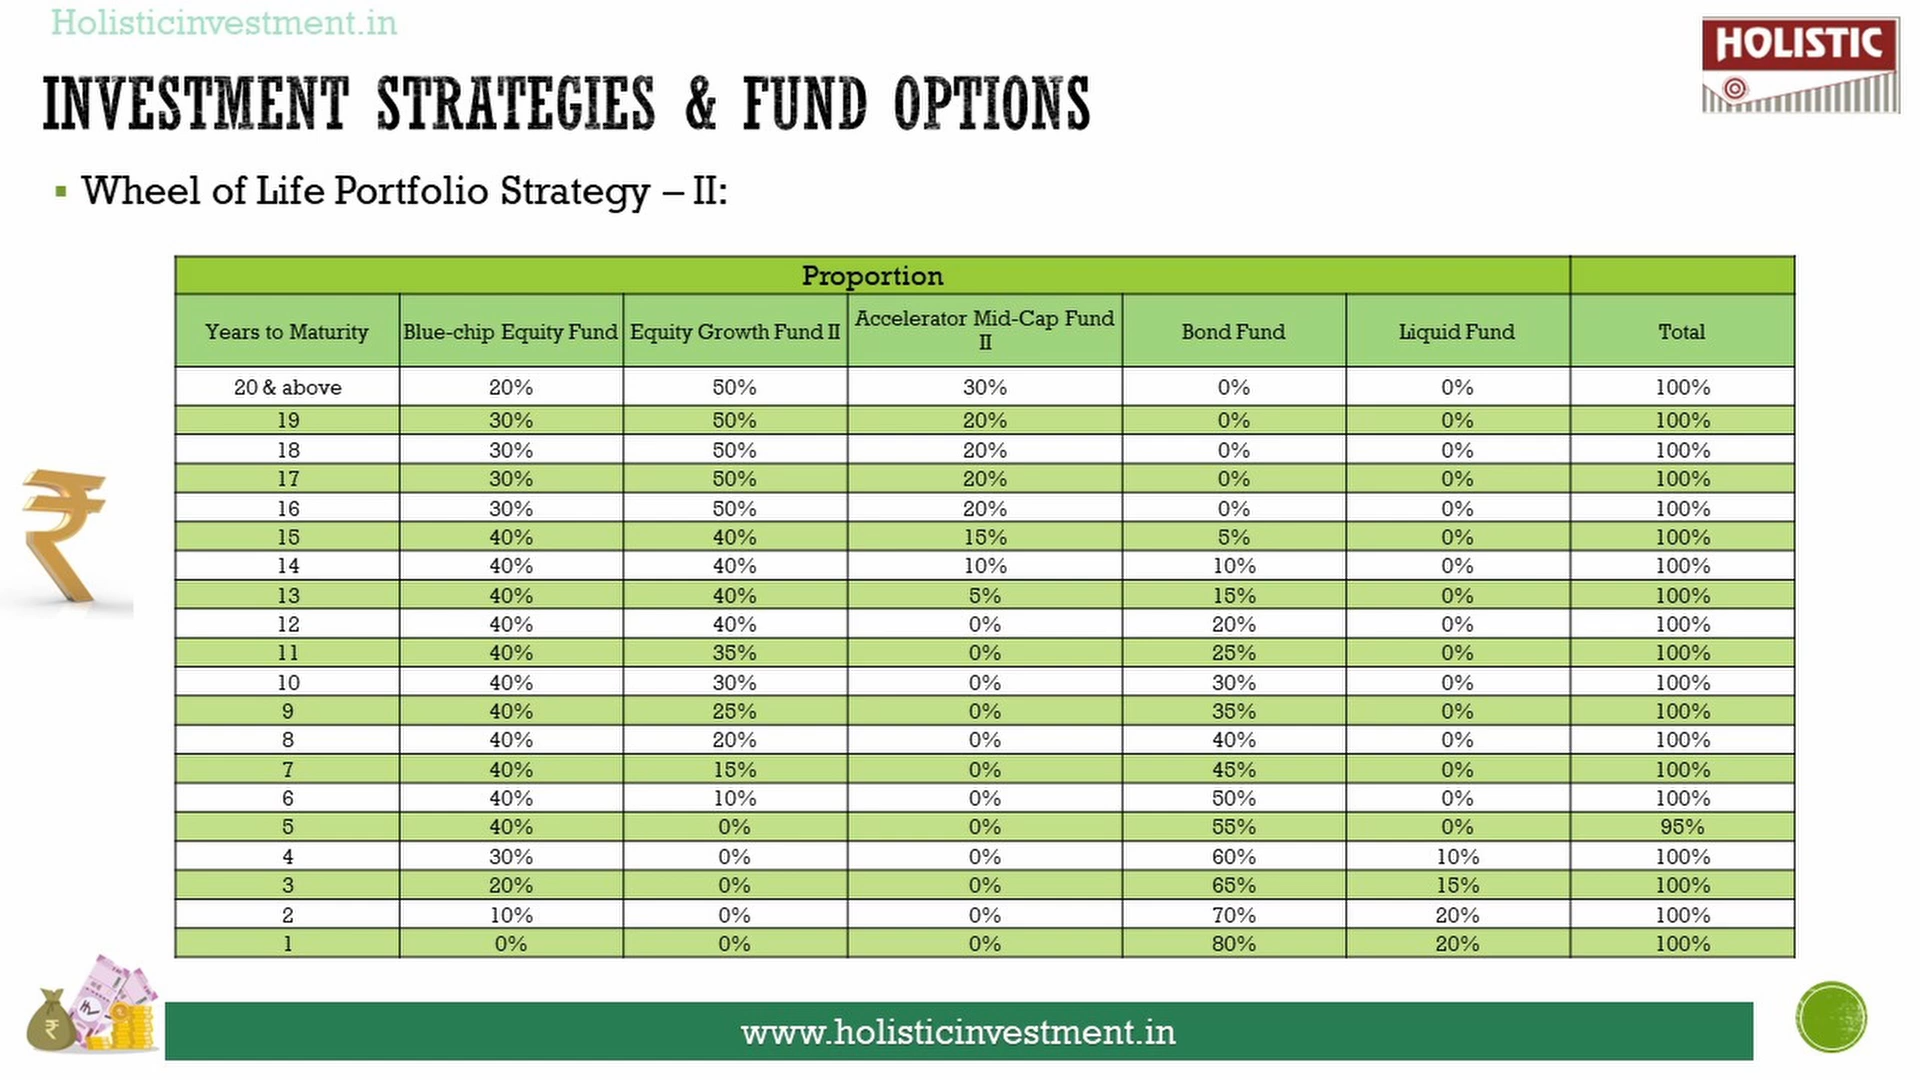 Holisticinvestment.in
HOLISTIC
INVESTMENT STRATEGIES & FUND OPTIONS
Wheel of Life Portfolio Strategy – II:
Proportion
Years to Maturity Blue-chip Equity Fund Equity Growth Fund II Accelerator Mid-Cap Fund II Bond Fund Liquid Fund Total
20 & above 20% 50% 30% 0% 0% 100%
19 30% 50% 20% 0% 0% 100%
18 30% 50% 20% 0% 0% 100%
17 30% 50% 20% 0% 0% 100%
16 30% 50% 20% 0% 0% 100%
15 40% 40% 15% 5% 0% 100%
14 40% 40% 10% 10% 0% 100%
13 40% 40% 5% 15% 0% 100%
12 40% 40% 0% 20% 0% 100%
11 40% 35% 0% 25% 0% 100%
10 40% 30% 0% 30% 0% 100%
9 40% 25% 0% 35% 0% 100%
8 40% 20% 0% 40% 0% 100%
7 40% 15% 0% 45% 0% 100%
6 40% 10% 0% 50% 0% 100%
5 40% 0% 0% 55% 0% 95%
4 30% 0% 0% 60% 10% 100%
3 20% 0% 0% 65% 15% 100%
2 10% 0% 0% 70% 20% 100%
1 0% 0% 0% 80% 20% 100%
www.holisticinvestment.in